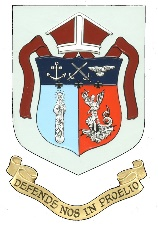 DEFENDE NOS IN PROELIO